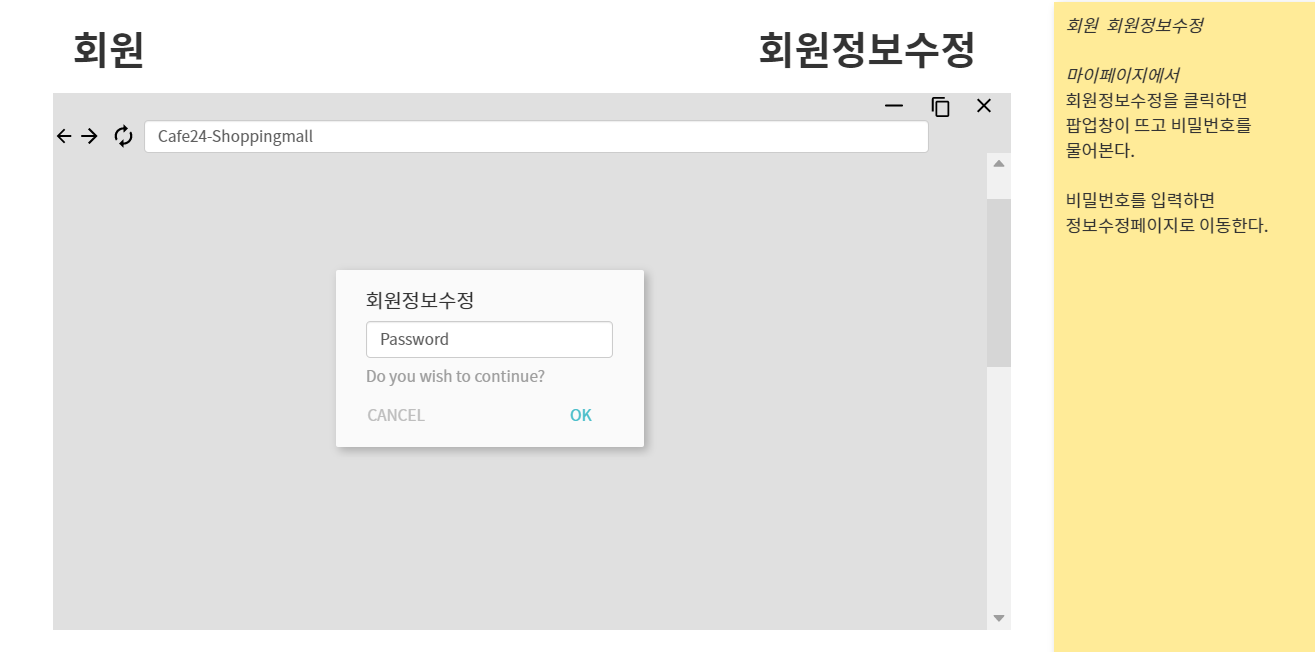 회원
회원정보수정
Cafe24-Shoppingmall
회원정보수정
Password
Do you wish to continue?
CANCEL
OK
회원 회원정보수정
마이페이지에서
회원정보수정을 클릭하면
팝업창이 뜨고 비밀번호를
물어본다.
비밀번호를 입력하면
정보수정페이지로 이동한다.